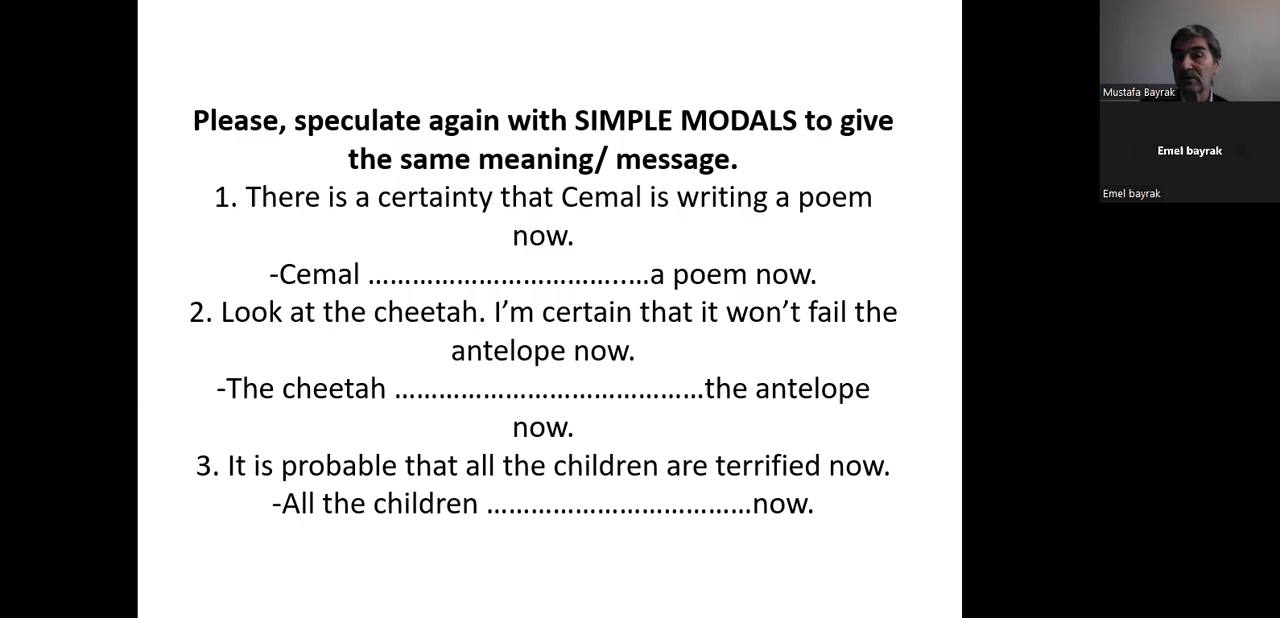 Please, speculate again with SIMPLE MODALS to give
the same meaning/ message.
1. There is a certainty that Cemal is writing a poem
now.
-Cemal ………………………………..…a poem now.
2. Look at the cheetah. I’m certain that it won’t fail the
antelope now.
-The cheetah ……………………………………the antelope
now.
3. It is probable that all the children are terrified now.
-All the children ………………………………now.
Mustafa Bayrak
Emel bayrak
Emel bayrak